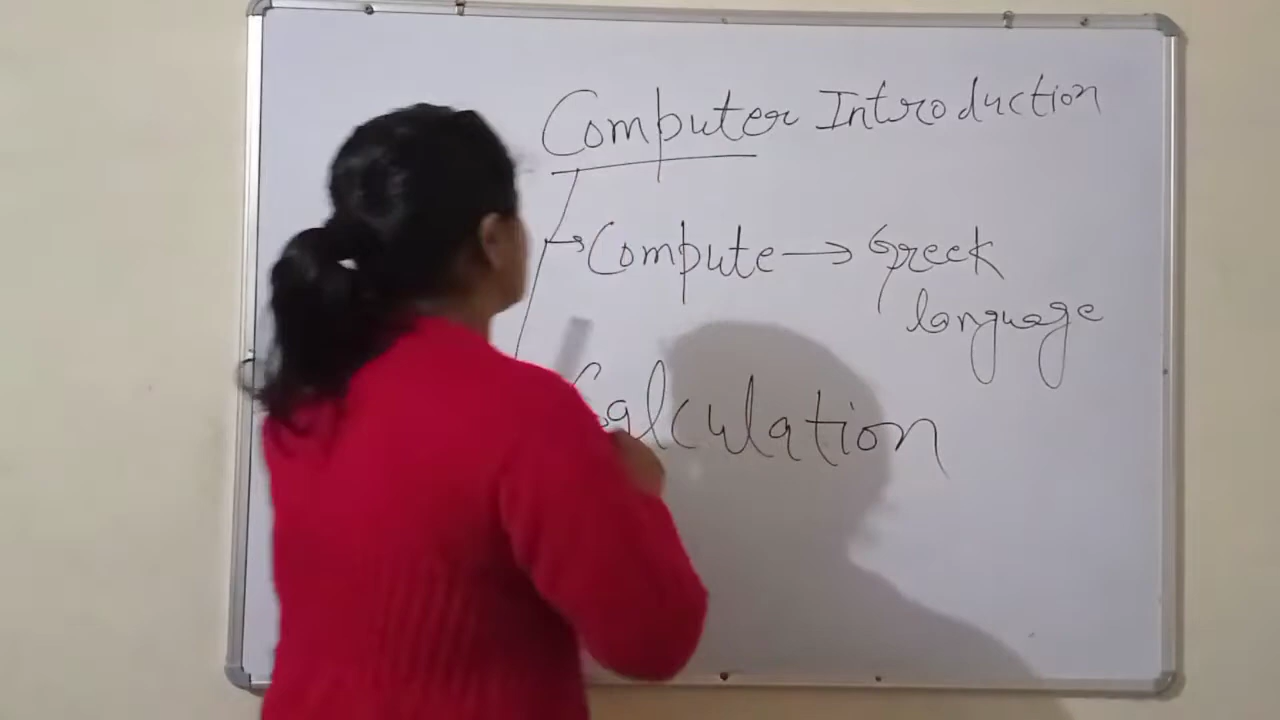 Computer Introduction
Compute → Greek
language
Calculation